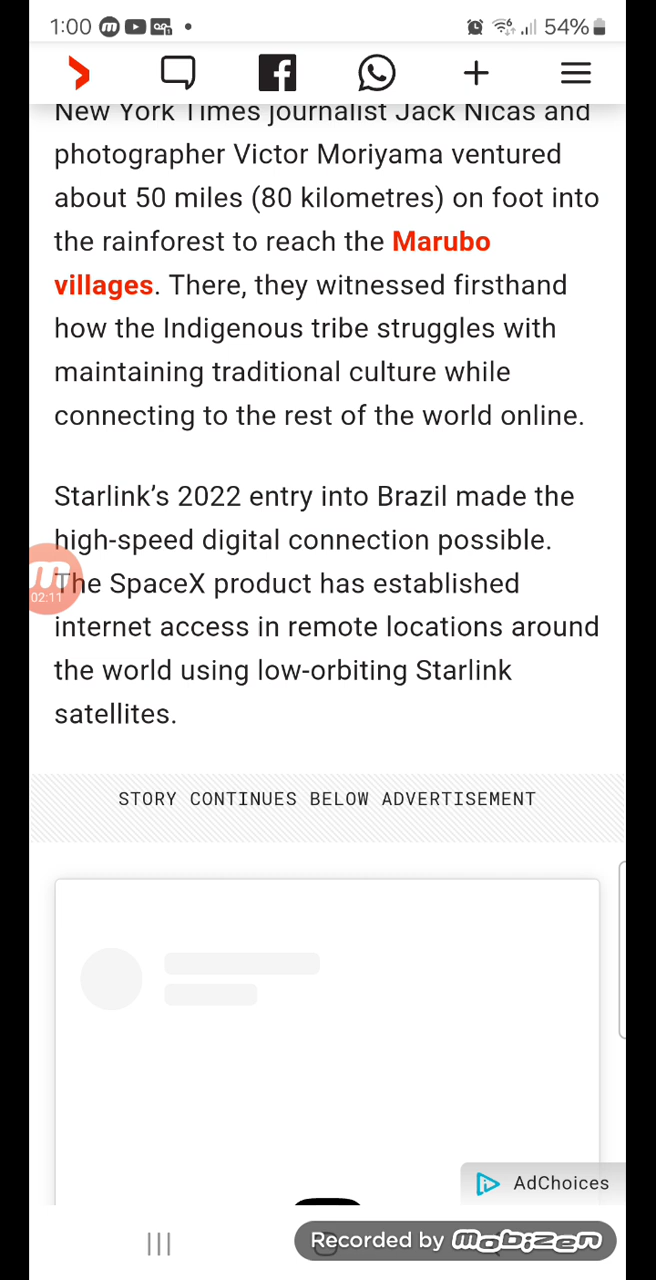 1:00
54%
New York Times journalist Jack Nicas and
photographer Victor Moriyama ventured
about 50 miles (80 kilometres) on foot into
the rainforest to reach the Marubo
villages. There, they witnessed firsthand
how the Indigenous tribe struggles with
maintaining traditional culture while
connecting to the rest of the world online.
Starlink’s 2022 entry into Brazil made the
high-speed digital connection possible.
The SpaceX product has established
02:11
internet access in remote locations around
the world using low-orbiting Starlink
satellites.
STORY CONTINUES BELOW ADVERTISEMENT
AdChoices
Recorded by mobizen